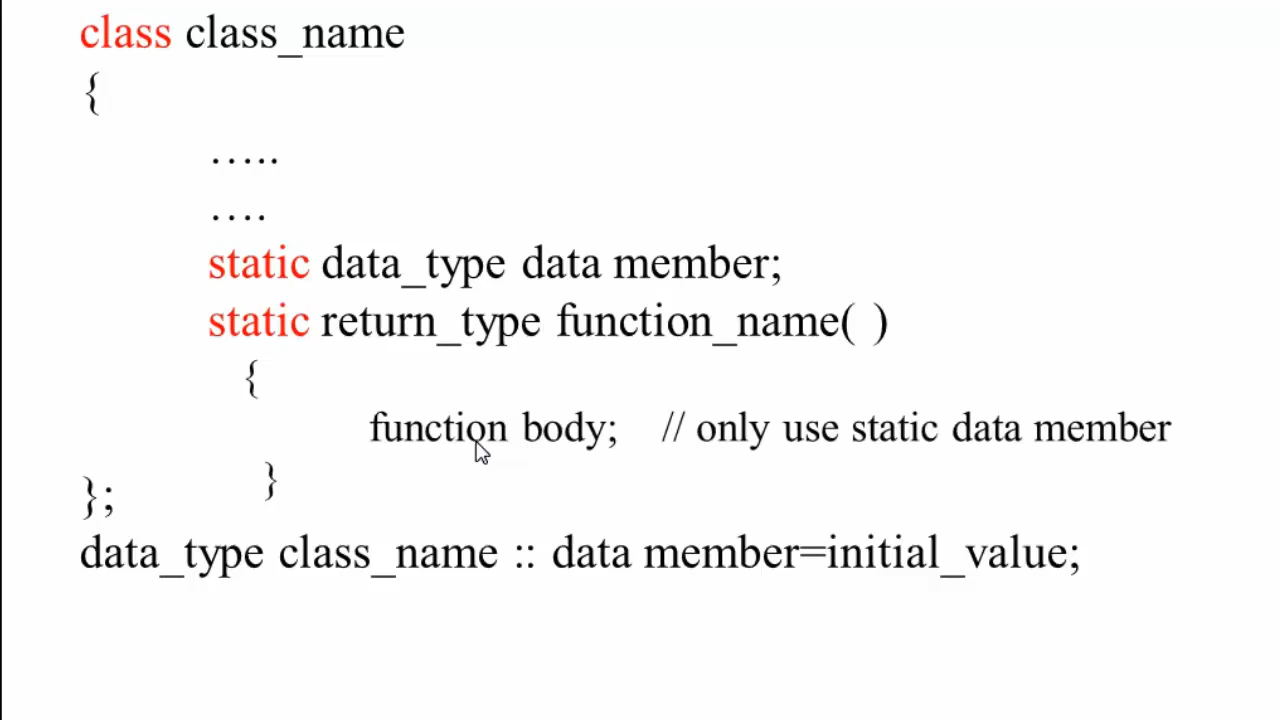 class class_name
{
…..
….
static data_type data member;
static return_type function_name( )
{
function body; // only use static data member
}
};
data_type class_name :: data member=initial_value;